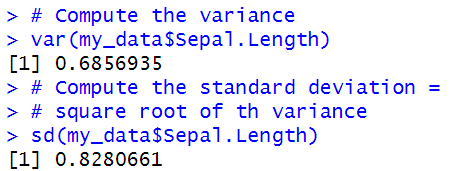 > # Compute the variance
> var(my_data$Sepal.Length)
[1] 0.6856935
> # Compute the standard deviation =
> # square root of th variance
> sd(my_data$Sepal.Length)
[1] 0.8280661